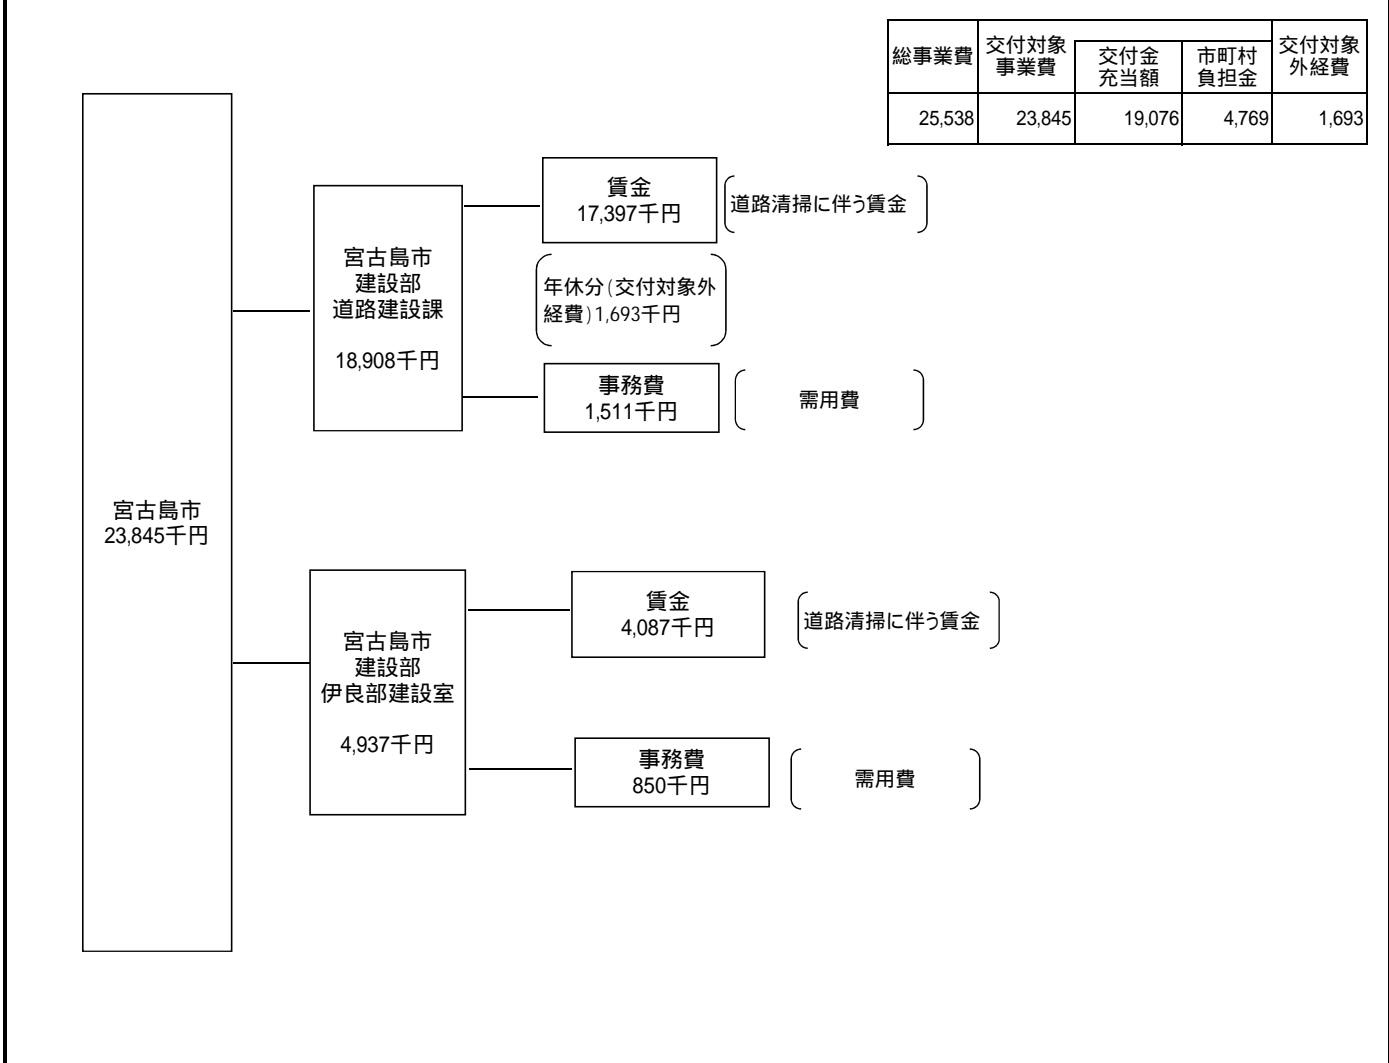 総事業費
交付対象
事業費
交付金
充当額
市町村
負担金
交付対象
外経費
25,538
23,845
19,076
4,769
1,693
宮古島市
23,845千円
宮古島市
建設部
道路建設課
18,908千円
賃金
17,397千円
道路清掃に伴う賃金
年休分(交付対象外
経費)1,693千円
事務費
1,511千円
需用費
宮古島市
建設部
伊良部建設室
4,937千円
賃金
4,087千円
道路清掃に伴う賃金
事務費
850千円
需用費